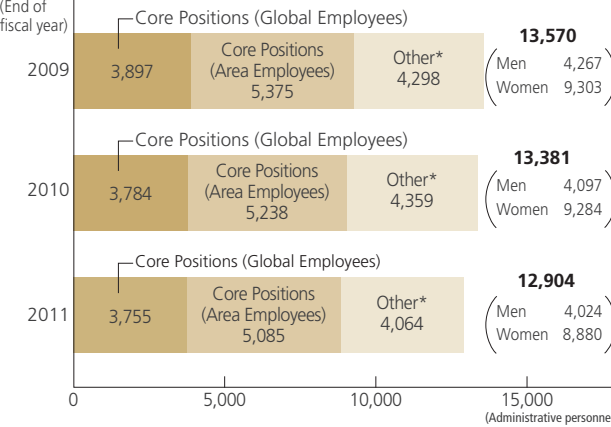 (End of
fiscal year)
Core Positions (Global Employees)
2009
3,897
Core Positions
(Area Employees)
5,375
Other*
4,298
13,570
Men 4,267
Women 9,303
Core Positions (Global Employees)
2010
3,784
Core Positions
(Area Employees)
5,238
Other*
4,359
13,381
Men 4,097
Women 9,284
Core Positions (Global Employees)
2011
3,755
Core Positions
(Area Employees)
5,085
Other*
4,064
12,904
Men 4,024
Women 8,880
0 5,000 10,000 15,000
(Administrative personne